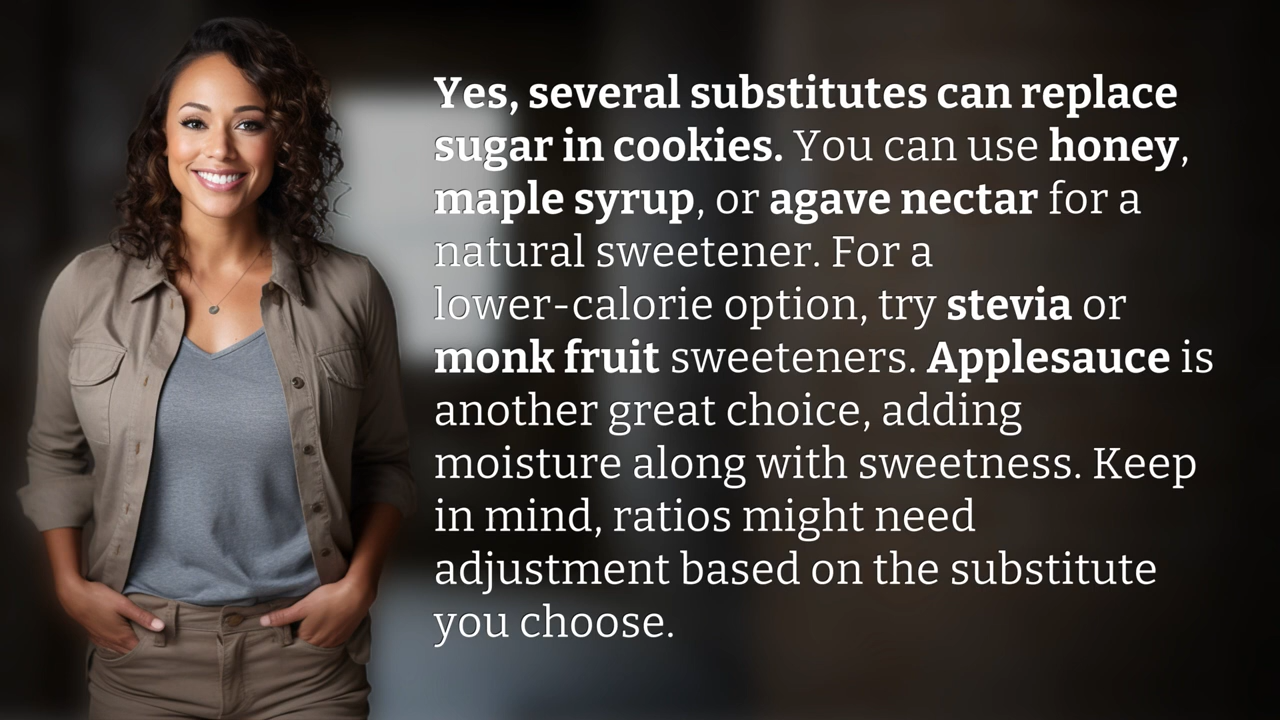 Yes, several substitutes can replace
sugar in cookies. You can use honey,
maple syrup, or agave nectar for a
natural sweetener. For a
lower-calorie option, try stevia or
monk fruit sweeteners. Applesauce is
another great choice, adding
moisture along with sweetness. Keep
in mind, ratios might need
adjustment based on the substitute
you choose.